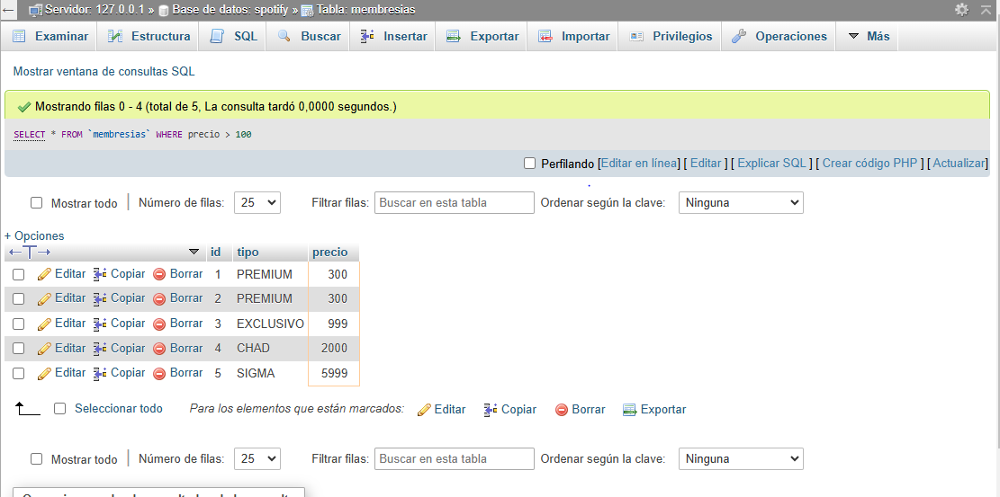 Servidor: 127.0.0.1 » Base de datos: spotify » Tabla: membresias
Examinar Estructura SQL Buscar Insertar Exportar Importar Privilegios Operaciones Más
Mostrar ventana de consultas SQL
Mostrando filas 0 - 4 (total de 5, La consulta tardó 0,0000 segundos.)
SELECT * FROM `membresias` WHERE precio > 100
Perfilando [Editar en línea] [ Editar ] [ Explicar SQL ] [ Crear código PHP ] [ Actualizar]
Mostrar todo Número de filas: 25 Filtrar filas: Buscar en esta tabla Ordenar según la clave: Ninguna
+ Opciones
id tipo precio
Editar Copiar Borrar 1 PREMIUM 300
Editar Copiar Borrar 2 PREMIUM 300
Editar Copiar Borrar 3 EXCLUSIVO 999
Editar Copiar Borrar 4 CHAD 2000
Editar Copiar Borrar 5 SIGMA 5999
Seleccionar todo Para los elementos que están marcados: Editar Copiar Borrar Exportar
Mostrar todo Número de filas: 25 Filtrar filas: Buscar en esta tabla Ordenar según la clave: Ninguna